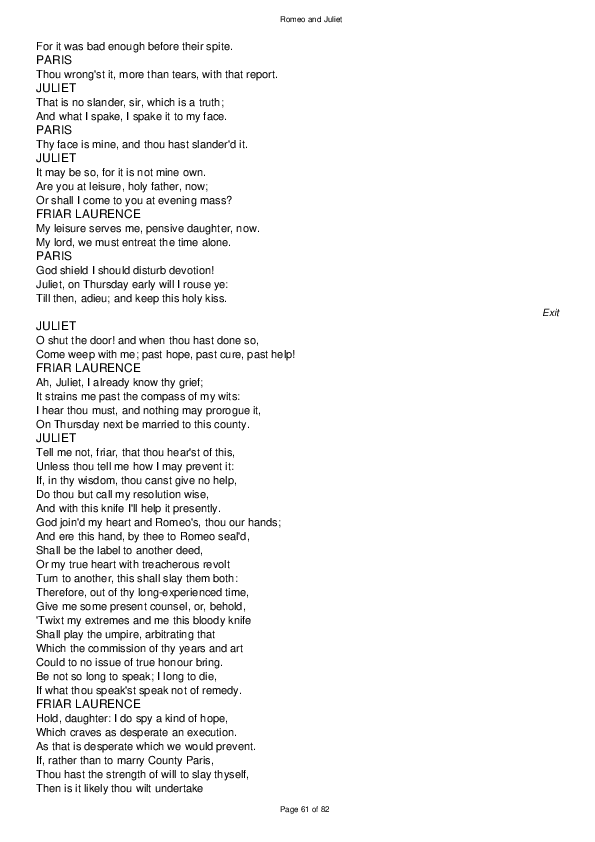 Romeo and Juliet
For it was bad enough before their spite.
PARIS
Thou wrong'st it, more than tears, with that report.
JULIET
That is no slander, sir, which is a truth;
And what I spake, I spake it to my face.
PARIS
Thy face is mine, and thou hast slander'd it.
JULIET
It may be so, for it is not mine own.
Are you at leisure, holy father, now;
Or shall I come to you at evening mass?
FRIAR LAURENCE
My leisure serves me, pensive daughter, now.
My lord, we must entreat the time alone.
PARIS
God shield I should disturb devotion!
Juliet, on Thursday early will I rouse ye:
Till then, adieu; and keep this holy kiss.
Exit
JULIET
O shut the door! and when thou hast done so,
Come weep with me; past hope, past cure, past help!
FRIAR LAURENCE
Ah, Juliet, I already know thy grief;
It strains me past the compass of my wits:
I hear thou must, and nothing may prorogue it,
On Thursday next be married to this county.
JULIET
Tell me not, friar, that thou hear'st of this,
Unless thou tell me how I may prevent it:
If, in thy wisdom, thou canst give no help,
Do thou but call my resolution wise,
And with this knife I'll help it presently.
God join'd my heart and Romeo's, thou our hands;
And ere this hand, by thee to Romeo seal'd,
Shall be the label to another deed,
Or my true heart with treacherous revolt
Turn to another, this shall slay them both:
Therefore, out of thy long-experienced time,
Give me some present counsel, or, behold,
'Twixt my extremes and me this bloody knife
Shall play the umpire, arbitrating that
Which the commission of thy years and art
Could to no issue of true honour bring.
Be not so long to speak; I long to die,
If what thou speak'st speak not of remedy.
FRIAR LAURENCE
Hold, daughter: I do spy a kind of hope,
Which craves as desperate an execution.
As that is desperate which we would prevent.
If, rather than to marry County Paris,
Thou hast the strength of will to slay thyself,
Then is it likely thou wilt undertake
Page 61 of 82